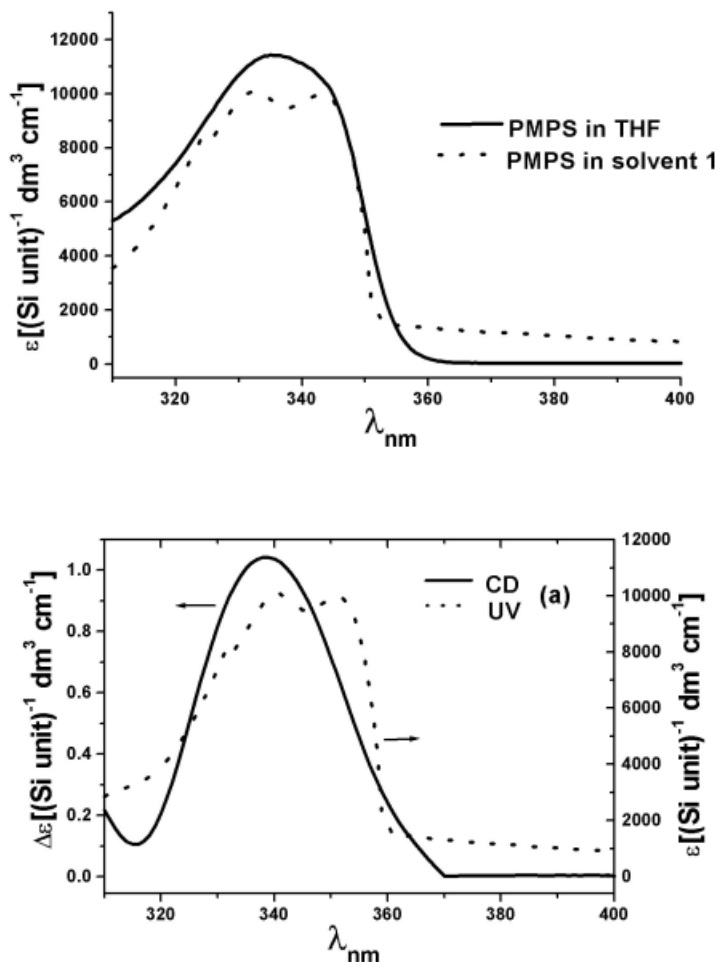 ε[(Si unit)⁻¹ dm³ cm⁻¹]
12000
10000
8000
6000
4000
2000
0
PMPS in THF
PMPS in solvent 1
320 340 360 380 400
λnm
Δε[(Si unit)⁻¹ dm³ cm⁻¹]
1.0
0.8
0.6
0.4
0.2
0.0
CD (a)
UV
12000
10000
8000
6000
4000
2000
0
ε[(Si unit)⁻¹ dm³ cm⁻¹]
320 340 360 380 400
λnm